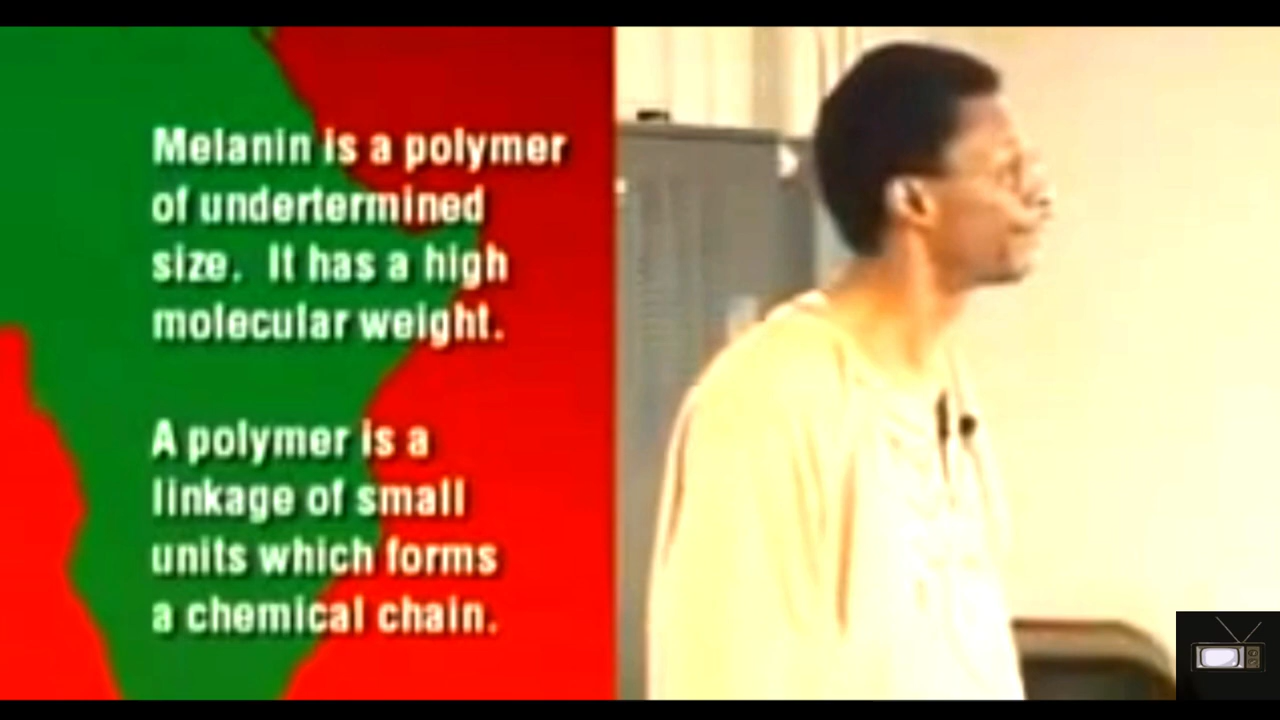 Melanin is a polymer
of undertermined
size. It has a high
molecular weight.
A polymer is a
linkage of small
units which forms
a chemical chain.